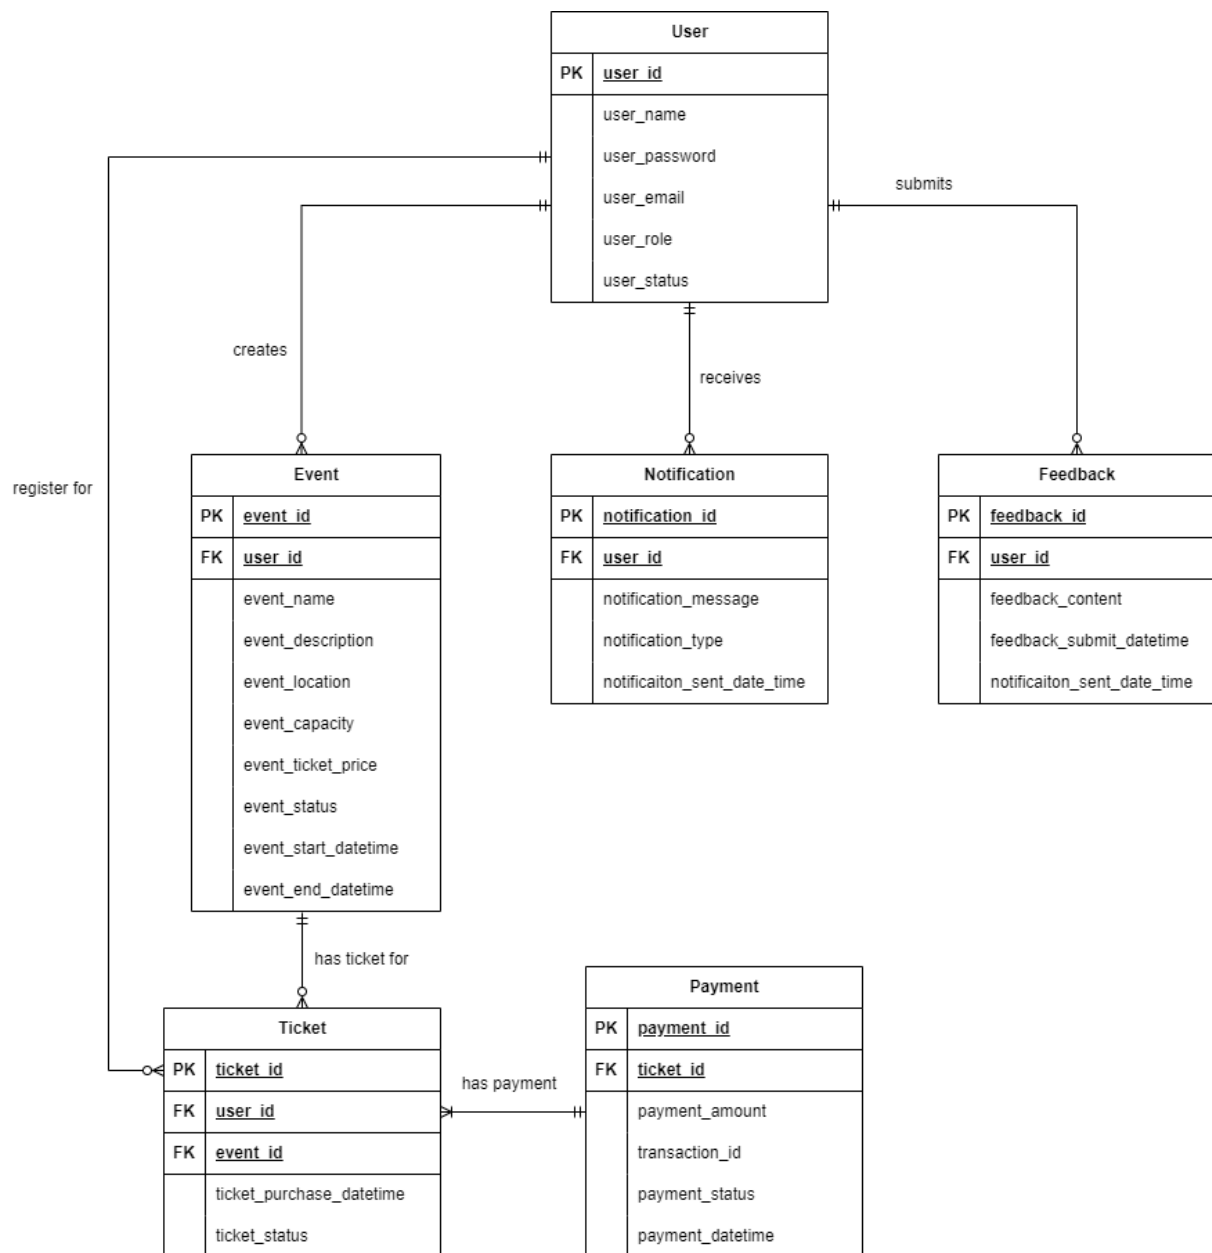 User
PK user_id
user_name
user_password
user_email
user_role
user_status
submits
creates
receives
register for
Event
PK event_id
FK user_id
event_name
event_description
event_location
event_capacity
event_ticket_price
event_status
event_start_datetime
event_end_datetime
Notification
PK notification_id
FK user_id
notification_message
notification_type
notificaiton_sent_date_time
Feedback
PK feedback_id
FK user_id
feedback_content
feedback_submit_datetime
notificaiton_sent_date_time
has ticket for
Ticket
PK ticket_id
FK user_id
FK event_id
ticket_purchase_datetime
ticket_status
has payment
Payment
PK payment_id
FK ticket_id
payment_amount
transaction_id
payment_status
payment_datetime